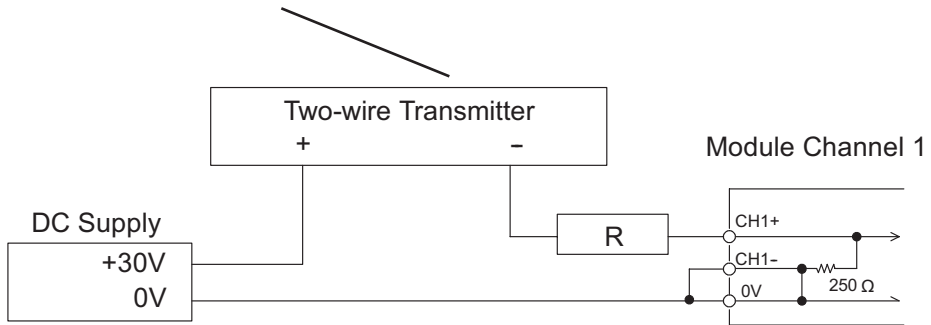 Two-wire Transmitter
+ −
Module Channel 1
DC Supply
+30V
0V
R
CH1+
CH1−
0V
250 Ω